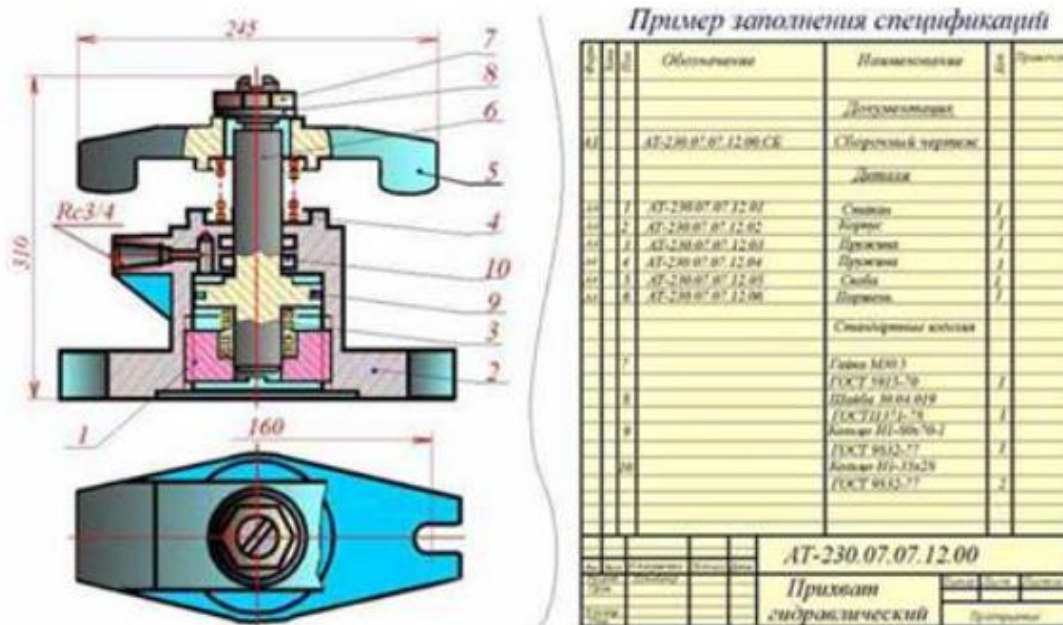 245
7
8
6
5
4
10
9
3
2
1
Rc3/4
310
160
Пример заполнения спецификаций
Обозначение Наименование
Документация
АТ-230.07.07.12.00.СБ Сборочный чертеж
Детали
1 АТ-230.07.07.12.01 Стакан 1
2 АТ-230.07.07.12.02 Корпус 1
3 АТ-230.07.07.12.03 Пружина 1
4 АТ-230.07.07.12.04 Пружина 1
5 АТ-230.07.07.12.05 Скоба 1
6 АТ-230.07.07.12.06 Поршень 1
Стандартные изделия
7 Гайка
ГОСТ 5915-70 1
8 Шайба
ГОСТ 11371-78 1
9 Кольцо
ГОСТ 9832-77 1
10 Кольцо
ГОСТ 9832-77 2
АТ-230.07.07.12.00
Прихват
гидравлический